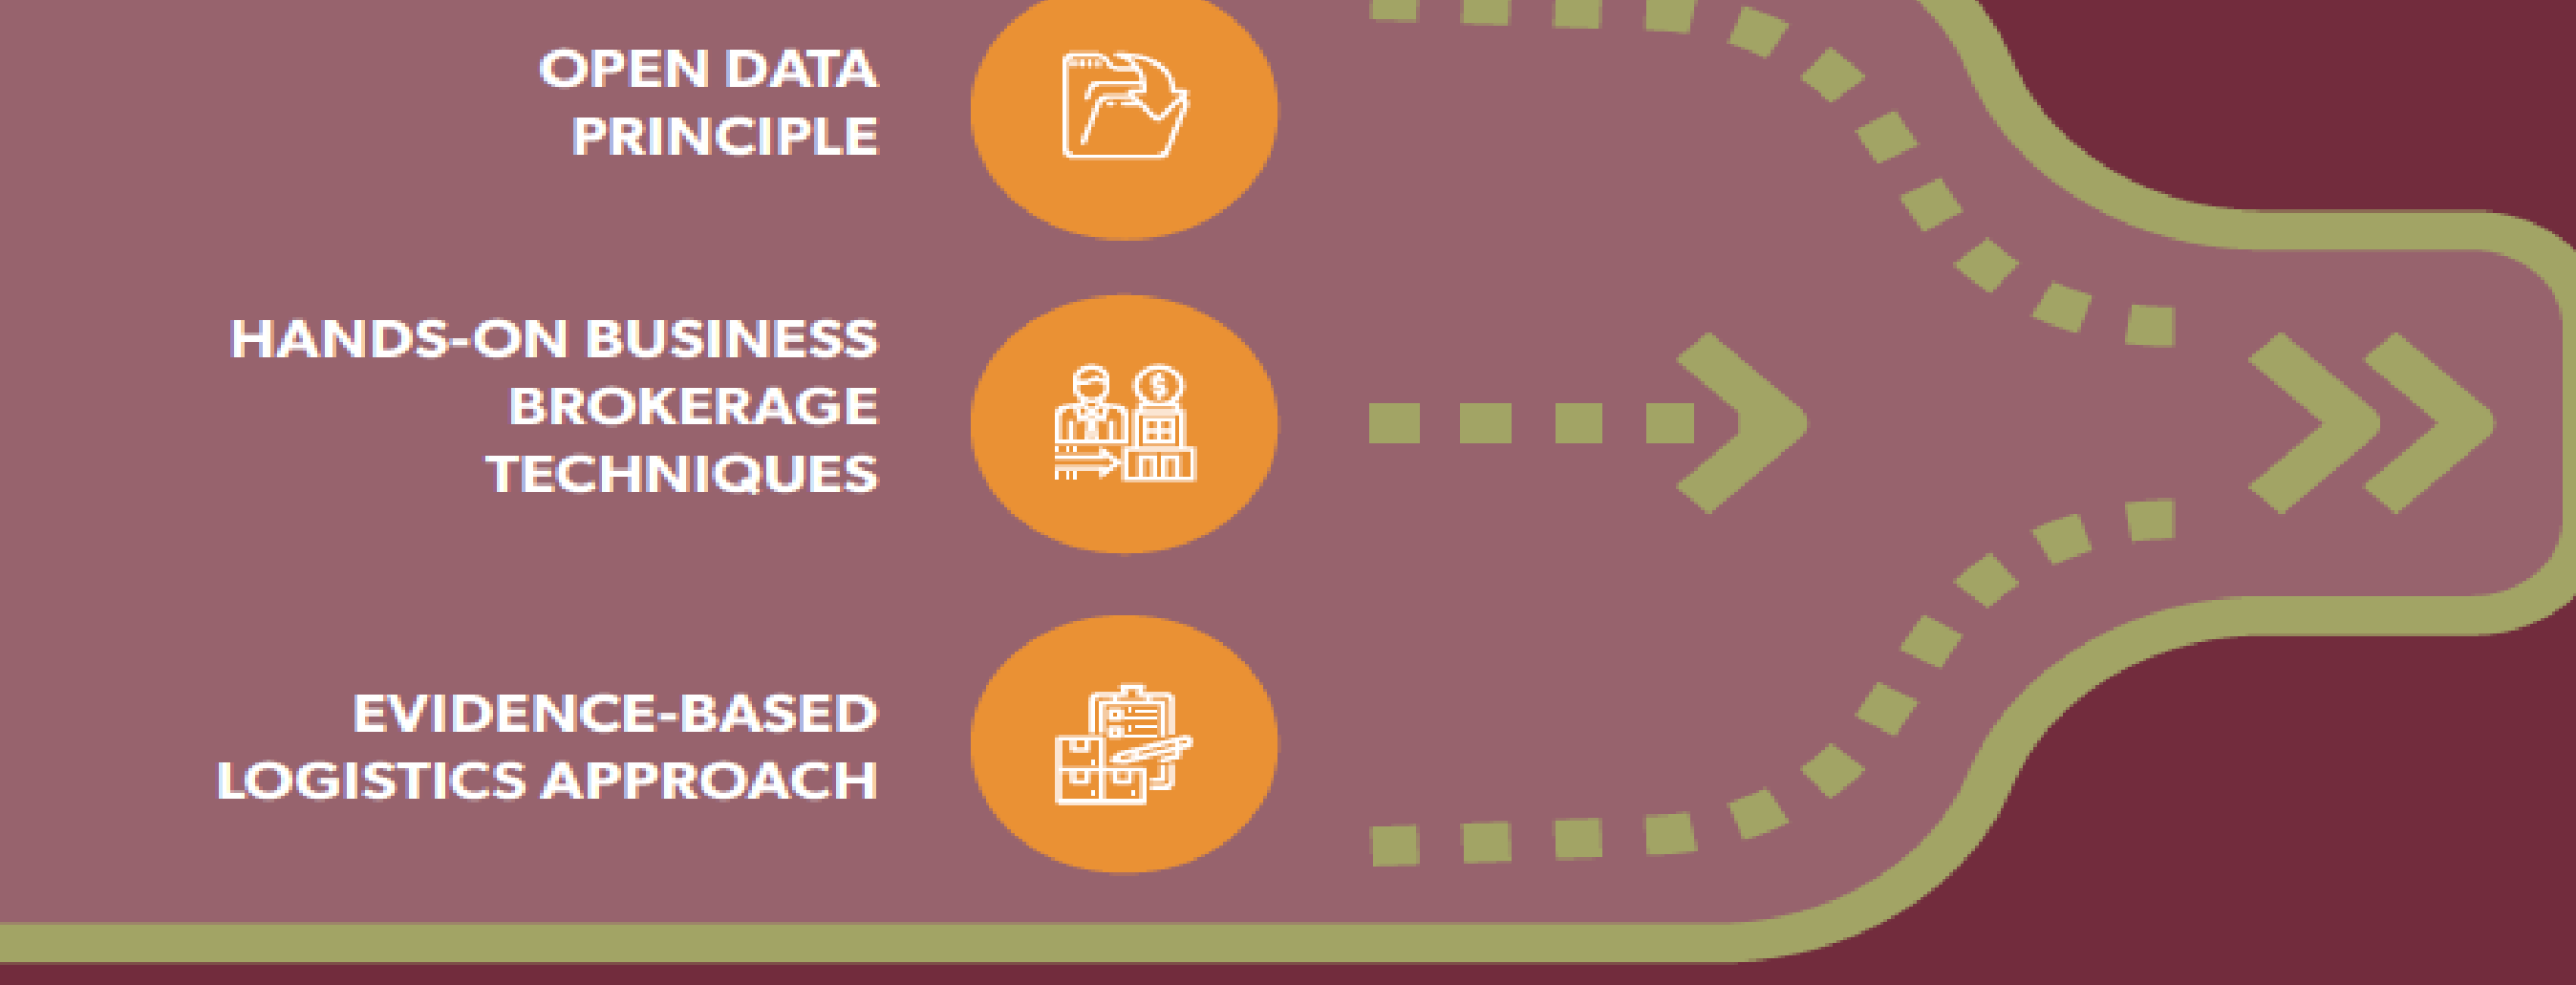 OPEN DATA
PRINCIPLE
HANDS-ON BUSINESS
BROKERAGE
TECHNIQUES
EVIDENCE-BASED
LOGISTICS APPROACH